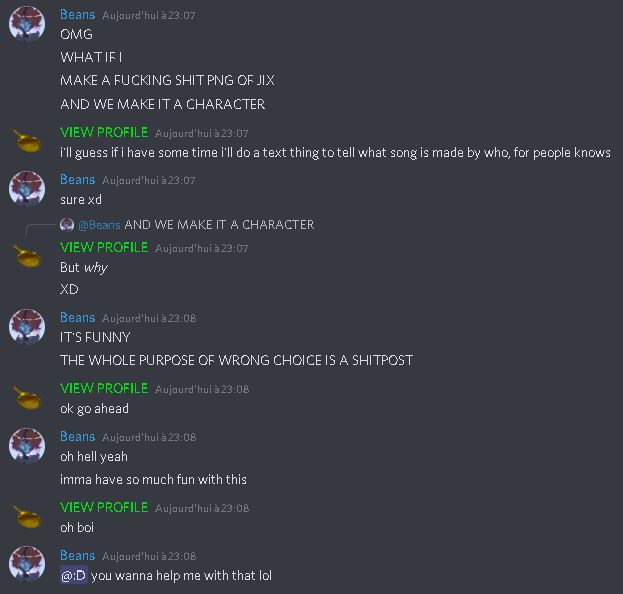 Beans Aujourd'hui à 23:07
OMG
WHAT IF I
MAKE A FUCKING SHIT PNG OF JIX
AND WE MAKE IT A CHARACTER
VIEW PROFILE Aujourd'hui à 23:07
i'll guess if i have some time i'll do a text thing to tell what song is made by who, for people knows
Beans Aujourd'hui à 23:07
sure xd
@Beans AND WE MAKE IT A CHARACTER
VIEW PROFILE Aujourd'hui à 23:07
But why
XD
Beans Aujourd'hui à 23:08
IT'S FUNNY
THE WHOLE PURPOSE OF WRONG CHOICE IS A SHITPOST
VIEW PROFILE Aujourd'hui à 23:08
ok go ahead
Beans Aujourd'hui à 23:08
oh hell yeah
imma have so much fun with this
VIEW PROFILE Aujourd'hui à 23:08
oh boi
Beans Aujourd'hui à 23:08
@:D you wanna help me with that lol